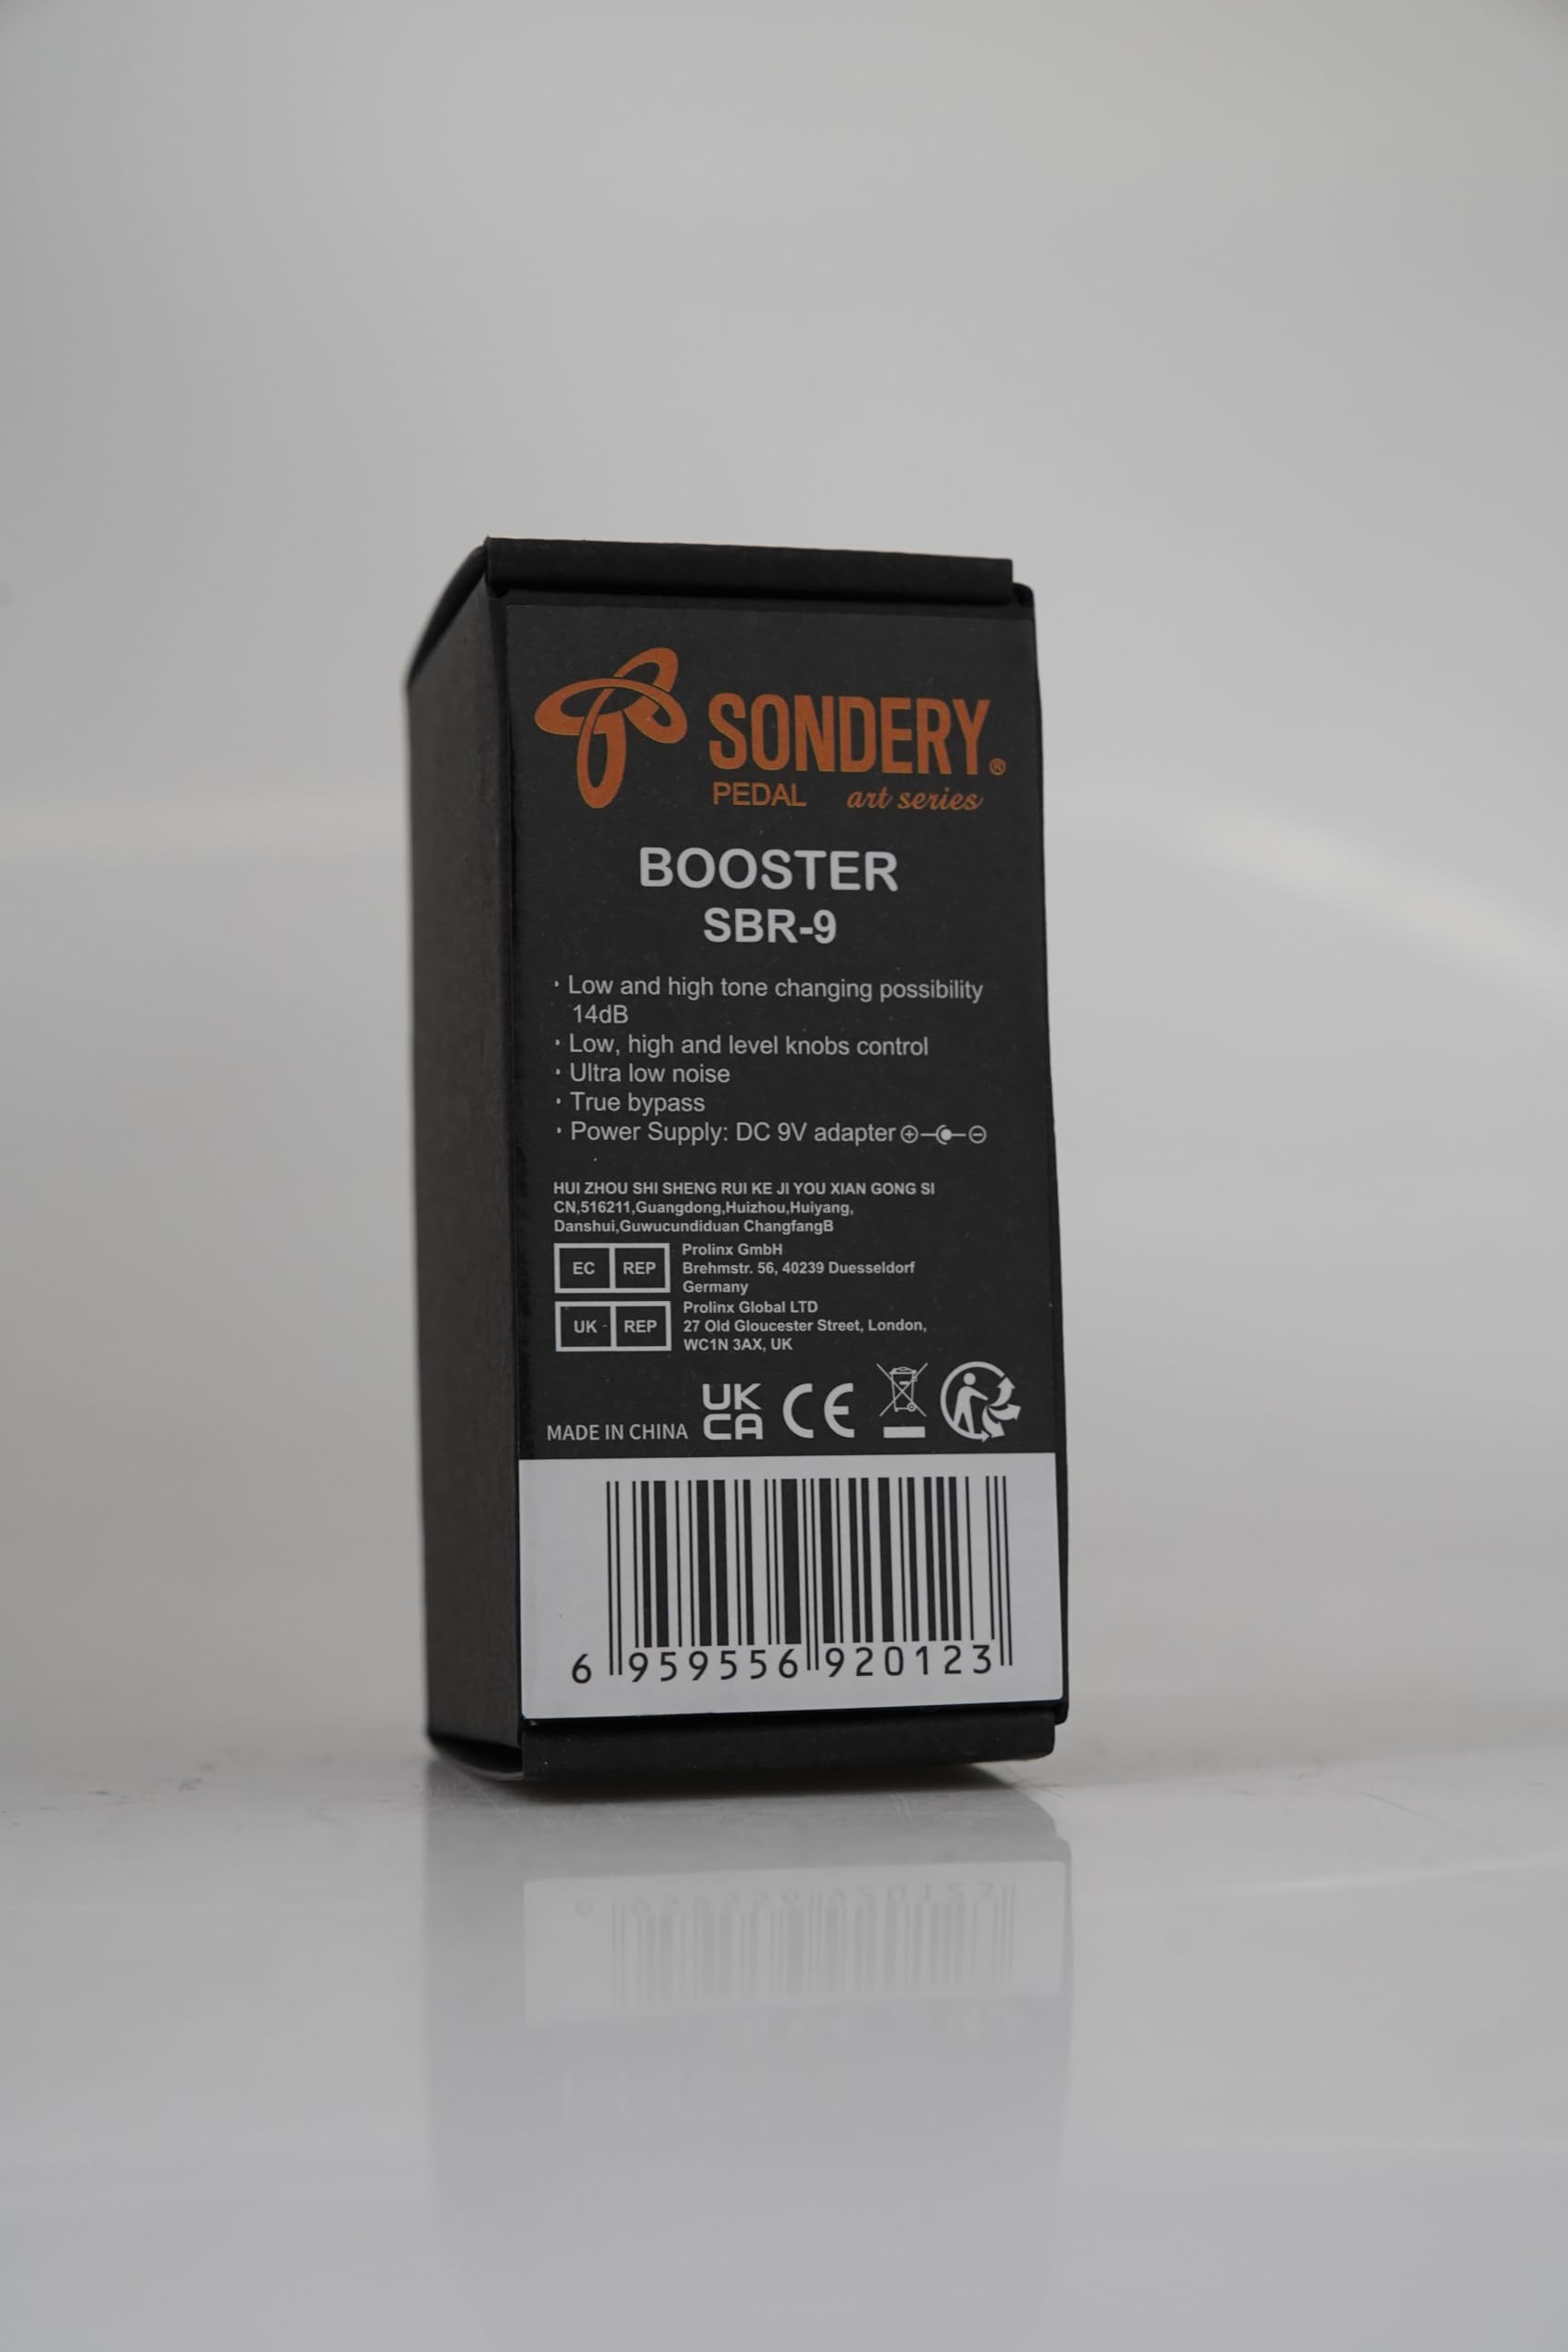 SONDERY®
PEDAL art series
BOOSTER
SBR-9
· Low and high tone changing possibility
14dB
· Low, high and level knobs control
· Ultra low noise
· True bypass
· Power Supply: DC 9V adapter
HUI ZHOU SHI SHENG RUI KE JI YOU XIAN GONG SI
CN,516211,Guangdong,Huizhou,Huiyang,
Danshui,Guwucundiduan ChangfangB
EC REP
Prolinx GmbH
Brehmstr. 56, 40239 Duesseldorf
Germany
UK REP
Prolinx Global LTD
27 Old Gloucester Street, London,
WC1N 3AX, UK
MADE IN CHINA UK
CA CE
6 959556 920123